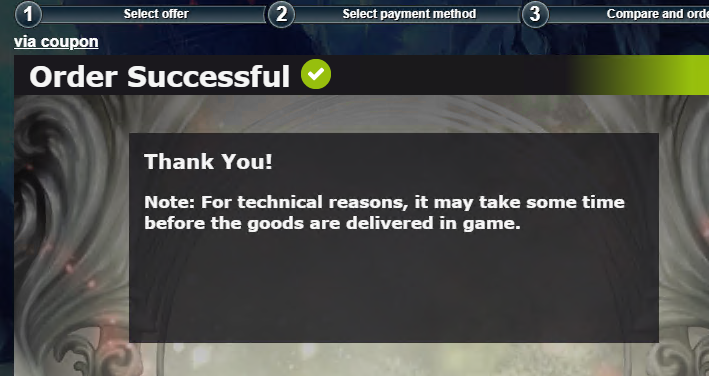 1 Select offer 2 Select payment method 3 Compare and orde
via coupon
Order Successful
Thank You!
Note: For technical reasons, it may take some time
before the goods are delivered in game.